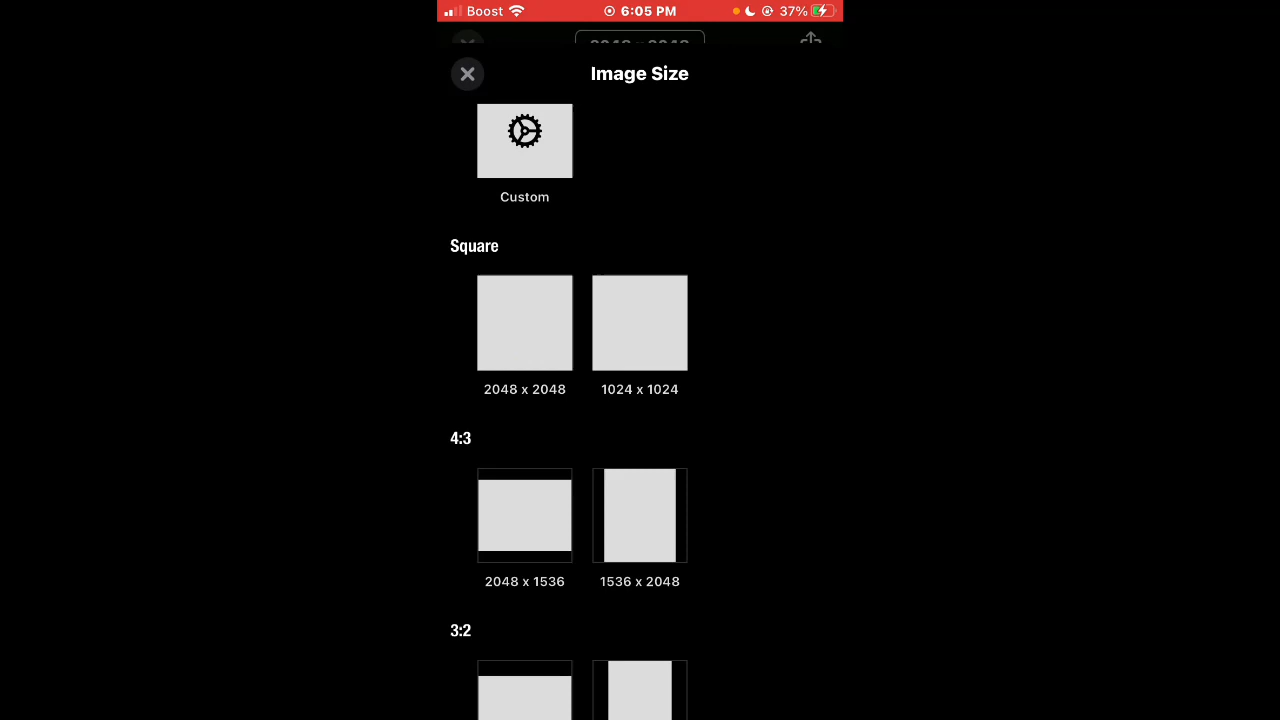 Boost 6:05 PM 37%
Image Size
Custom
Square
2048 x 2048 1024 x 1024
4:3
2048 x 1536 1536 x 2048
3:2